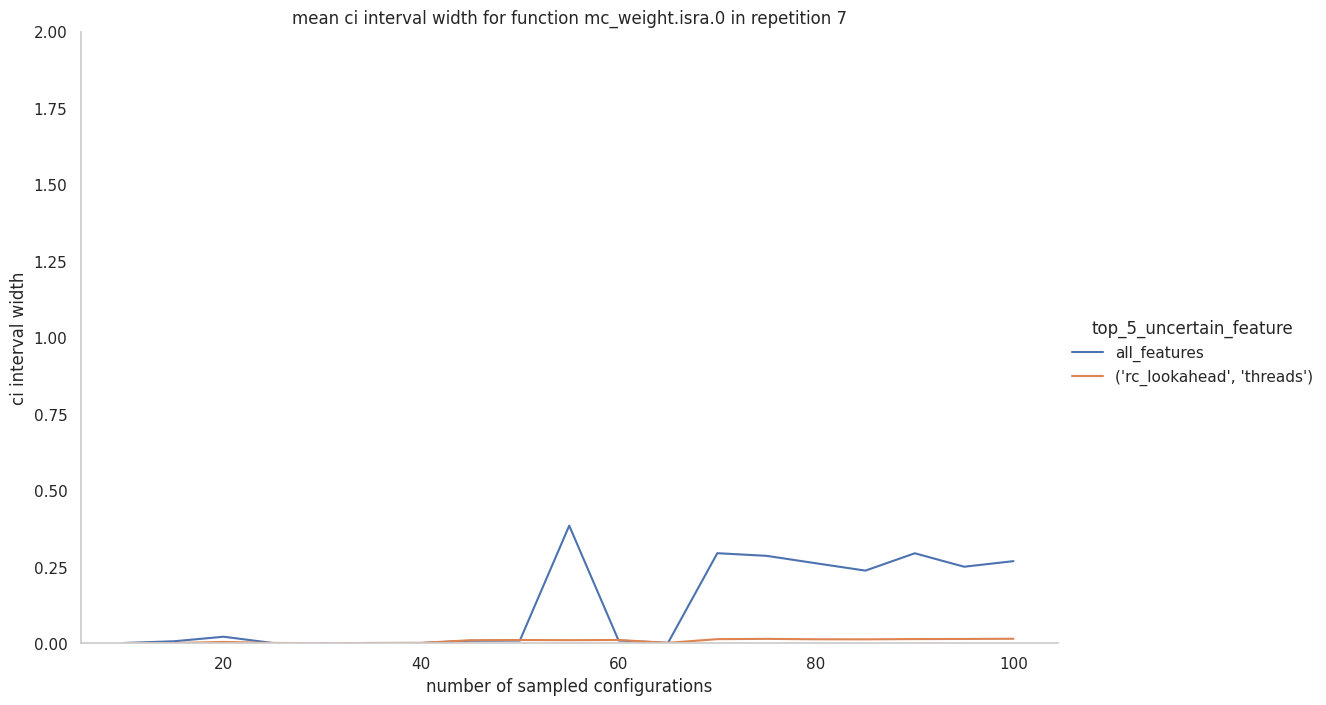 mean ci interval width for function mc_weight.isra.0 in repetition 7
2.00
1.75
1.50
1.25
1.00
0.75
0.50
0.25
0.00
ci interval width
20
40
60
80
100
number of sampled configurations
top_5_uncertain_feature
all_features
('rc_lookahead', 'threads')